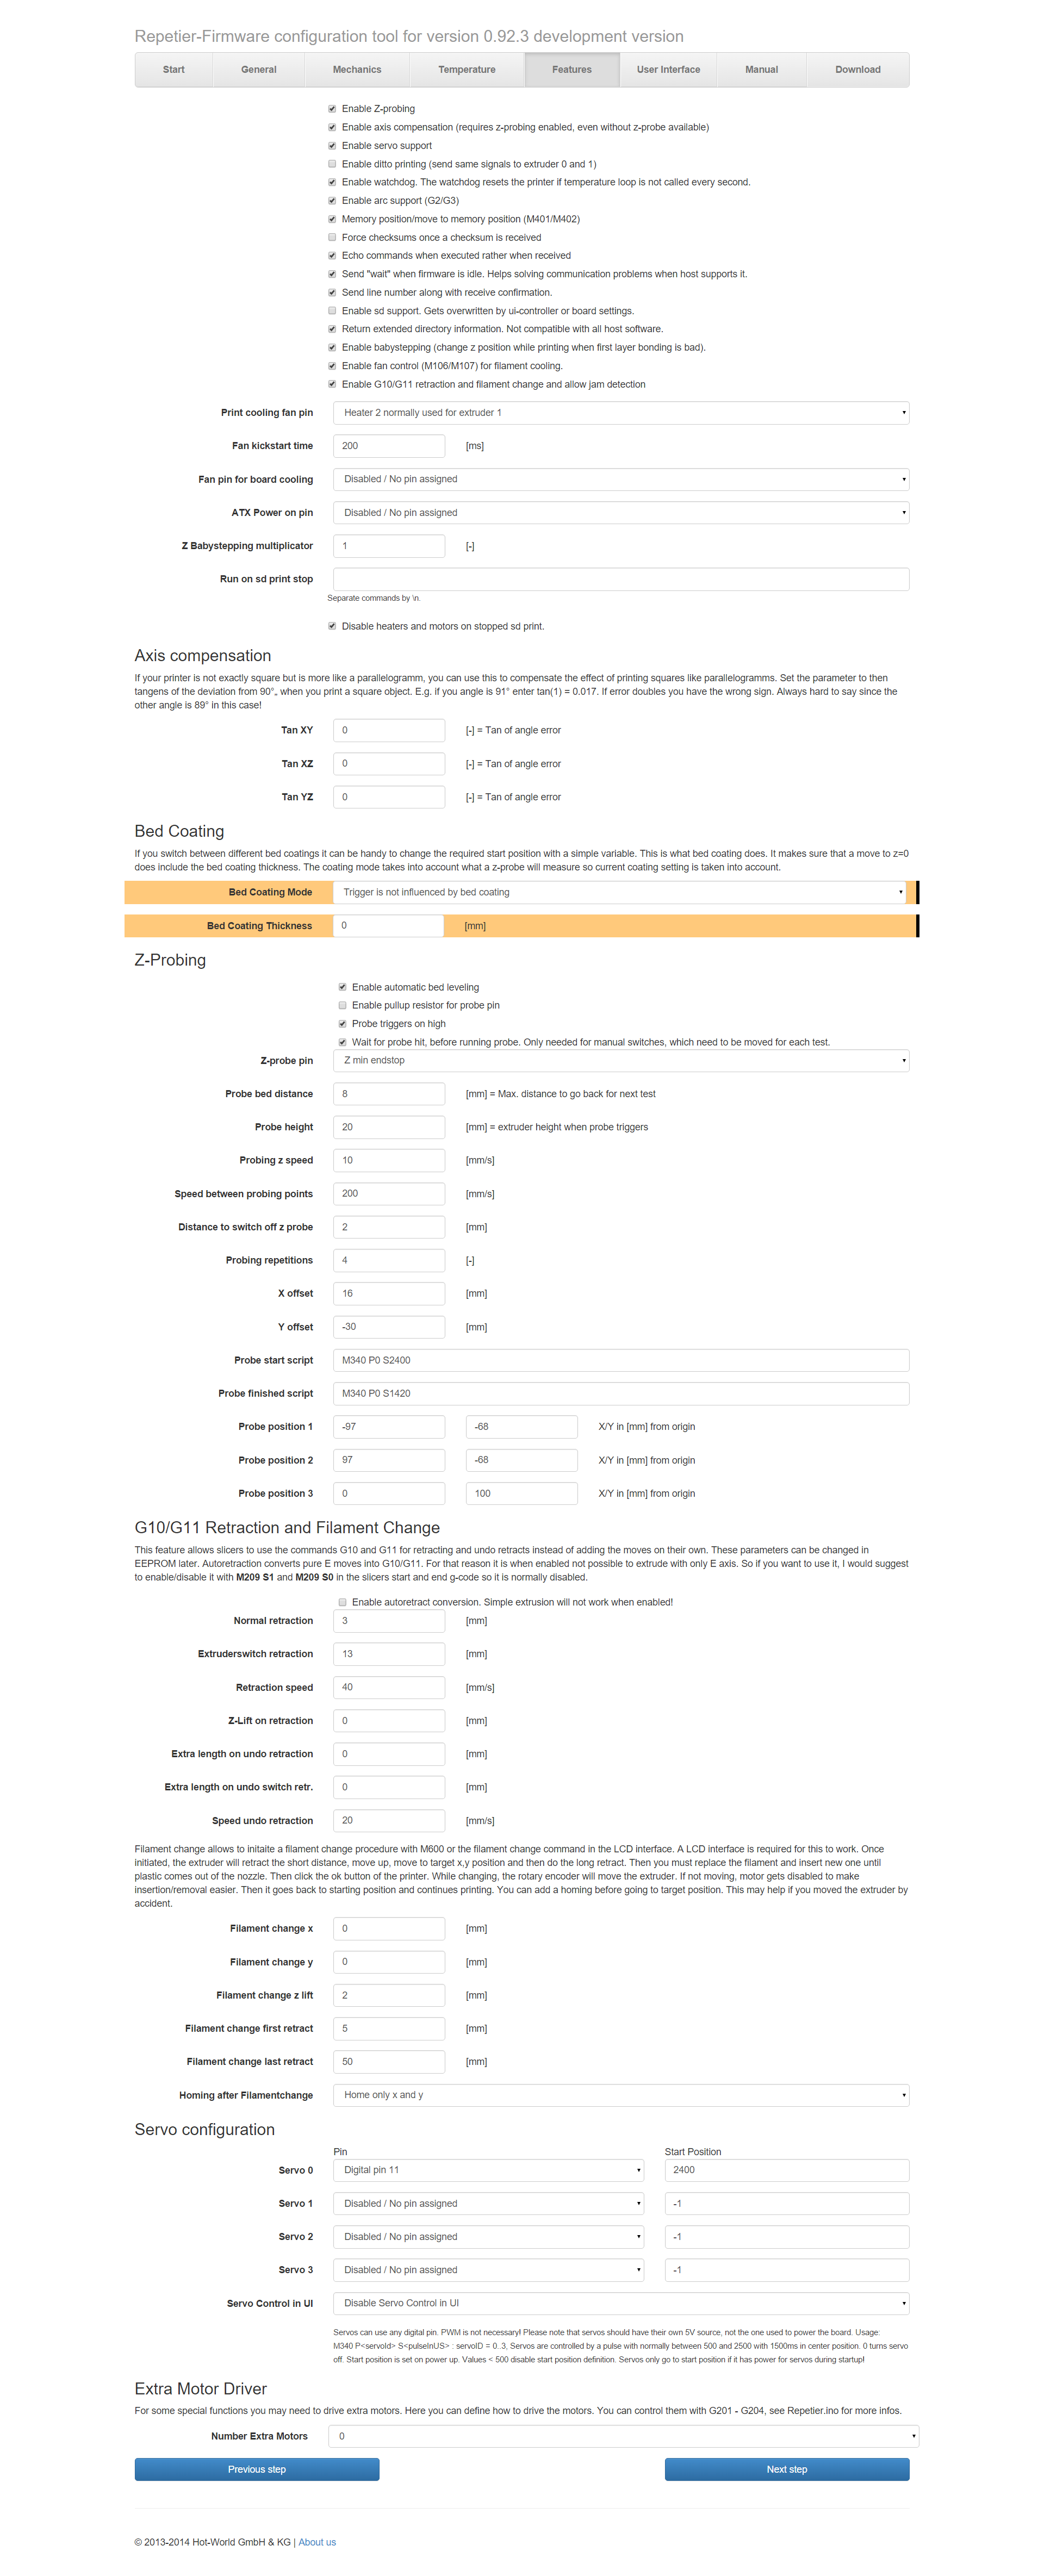 Repetier-Firmware configuration tool for version 0.92.3 development version
Start General Mechanics Temperature Features User Interface Manual Download
Enable Z-probing
Enable axis compensation (requires z-probing enabled, even without z-probe available)
Enable servo support
Enable ditto printing (send same signals to extruder 0 and 1)
Enable watchdog. The watchdog resets the printer if temperature loop is not called every second.
Enable arc support (G2/G3)
Memory position/move to memory position (M401/M402)
Force checksums once a checksum is received
Echo commands when executed rather when received
Send "wait" when firmware is idle. Helps solving communication problems when host supports it.
Send line number along with receive confirmation.
Enable sd support. Gets overwritten by ui-controller or board settings.
Return extended directory information. Not compatible with all host software.
Enable babystepping (change z position while printing when first layer bonding is bad).
Enable fan control (M106/M107) for filament cooling.
Enable G10/G11 retraction and filament change and allow jam detection
Print cooling fan pin Heater 2 normally used for extruder 1
Fan kickstart time 200 [ms]
Fan pin for board cooling Disabled / No pin assigned
ATX Power on pin Disabled / No pin assigned
Z Babystepping multiplicator 1 [-]
Run on sd print stop
Separate commands by \n.
Disable heaters and motors on stopped sd print.
Axis compensation
If your printer is not exactly square but is more like a parallelogramm, you can use this to compensate the effect of printing squares like parallelogramms. Set the parameter to then
tangens of the deviation from 90°, when you print a square object. E.g. if you angle is 91° enter tan(1) = 0.017. If error doubles you have the wrong sign. Always hard to say since the
other angle is 89° in this case!
Tan XY 0 [-] = Tan of angle error
Tan XZ 0 [-] = Tan of angle error
Tan YZ 0 [-] = Tan of angle error
Bed Coating
If you switch between different bed coatings it can be handy to change the required start position with a simple variable. This is what bed coating does. It makes sure that a move to z=0
does include the bed coating thickness. The coating mode takes into account what a z-probe will measure so current coating setting is taken into account.
Bed Coating Mode Trigger is not influenced by bed coating
Bed Coating Thickness 0 [mm]
Z-Probing
Enable automatic bed leveling
Enable pullup resistor for probe pin
Probe triggers on high
Wait for probe hit, before running probe. Only needed for manual switches, which need to be moved for each test.
Z-probe pin Z min endstop
Probe bed distance 8 [mm] = Max. distance to go back for next test
Probe height 20 [mm] = extruder height when probe triggers
Probing z speed 10 [mm/s]
Speed between probing points 200 [mm/s]
Distance to switch off z probe 2 [mm]
Probing repetitions 4 [-]
X offset 16 [mm]
Y offset -30 [mm]
Probe start script M340 P0 S2400
Probe finished script M340 P0 S1420
Probe position 1 -97 -68 X/Y in [mm] from origin
Probe position 2 97 -68 X/Y in [mm] from origin
Probe position 3 0 100 X/Y in [mm] from origin
G10/G11 Retraction and Filament Change
This feature allows slicers to use the commands G10 and G11 for retracting and undo retracts instead of adding the moves on their own. These parameters can be changed in
EEPROM later. Autoretraction converts pure E moves into G10/G11. For that reason it is when enabled not possible to extrude with only E axis. So if you want to use it, I would suggest
to enable/disable it with M209 S1 and M209 S0 in the slicers start and end g-code so it is normally disabled.
Enable autoretract conversion. Simple extrusion will not work when enabled!
Normal retraction 3 [mm]
Extruderswitch retraction 13 [mm]
Retraction speed 40 [mm/s]
Z-Lift on retraction 0 [mm]
Extra length on undo retraction 0 [mm]
Extra length on undo switch retr. 0 [mm]
Speed undo retraction 20 [mm/s]
Filament change allows to initaite a filament change procedure with M600 or the filament change command in the LCD interface. A LCD interface is required for this to work. Once
initiated, the extruder will retract the short distance, move up, move to target x,y position and then do the long retract. Then you must replace the filament and insert new one until
plastic comes out of the nozzle. Then click the ok button of the printer. While changing, the rotary encoder will move the extruder. If not moving, motor gets disabled to make
insertion/removal easier. Then it goes back to starting position and continues printing. You can add a homing before going to target position. This may help if you moved the extruder by
accident.
Filament change x 0 [mm]
Filament change y 0 [mm]
Filament change z lift 2 [mm]
Filament change first retract 5 [mm]
Filament change last retract 50 [mm]
Homing after Filamentchange Home only x and y
Servo configuration
Pin Start Position
Servo 0 Digital pin 11 2400
Servo 1 Disabled / No pin assigned -1
Servo 2 Disabled / No pin assigned -1
Servo 3 Disabled / No pin assigned -1
Servo Control in UI Disable Servo Control in UI
Servos can use any digital pin. PWM is not necessary! Please note that servos should have their own 5V source, not the one used to power the board. Usage:
M340 P<servoId> S<pulseInUS> : servoID = 0..3, Servos are controlled by a pulse with normally between 500 and 2500 with 1500ms in center position. 0 turns servo
off. Start position is set on power up. Values < 500 disable start position definition. Servos only go to start position if it has power for servos during startup!
Extra Motor Driver
For some special functions you may need to drive extra motors. Here you can define how to drive the motors. You can control them with G201 - G204, see Repetier.ino for more infos.
Number Extra Motors 0
Previous step Next step
© 2013-2014 Hot-World GmbH & KG | About us